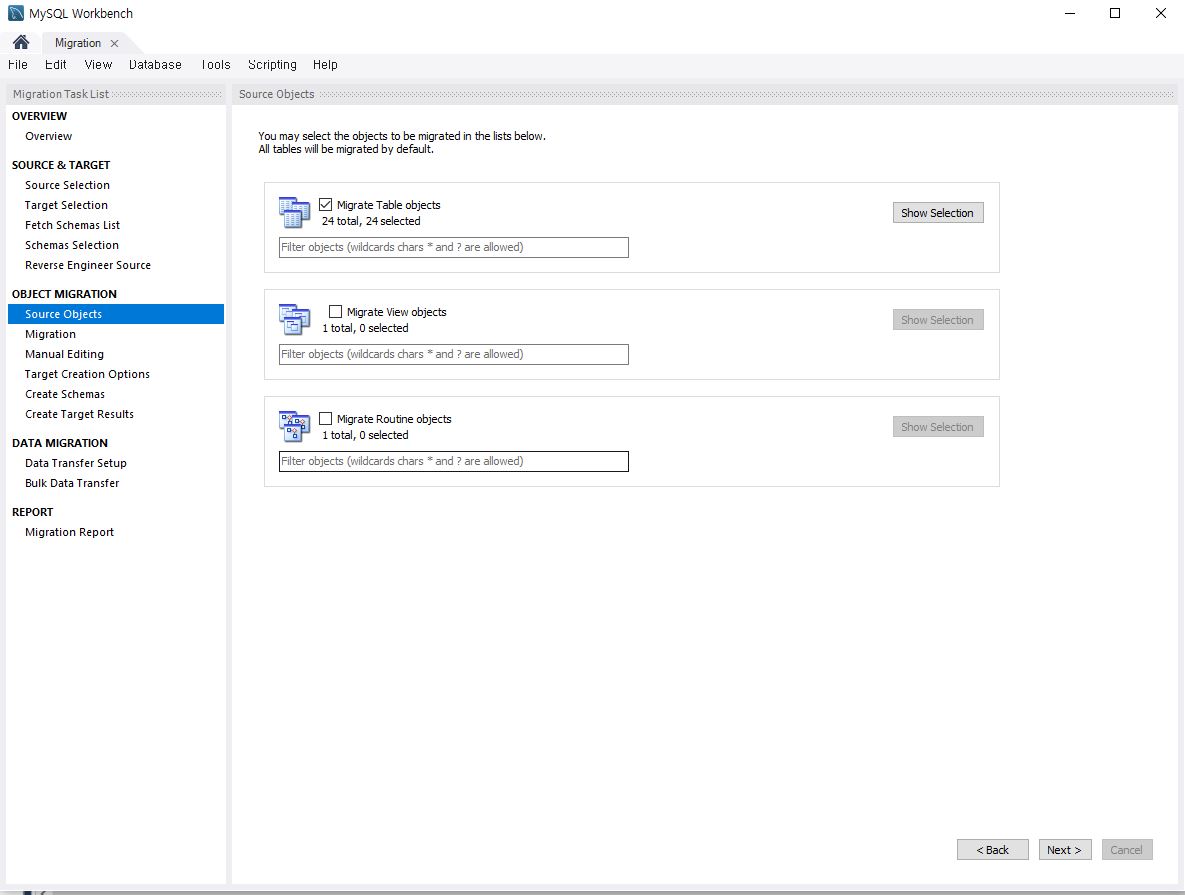 MySQL Workbench
Migration
File Edit View Database Tools Scripting Help
Migration Task List
OVERVIEW
Overview
SOURCE & TARGET
Source Selection
Target Selection
Fetch Schemas List
Schemas Selection
Reverse Engineer Source
OBJECT MIGRATION
Source Objects
Migration
Manual Editing
Target Creation Options
Create Schemas
Create Target Results
DATA MIGRATION
Data Transfer Setup
Bulk Data Transfer
REPORT
Migration Report
Source Objects
You may select the objects to be migrated in the lists below.
All tables will be migrated by default.
Migrate Table objects
24 total, 24 selected
Show Selection
Filter objects (wildcards chars * and ? are allowed)
Migrate View objects
1 total, 0 selected
Show Selection
Filter objects (wildcards chars * and ? are allowed)
Migrate Routine objects
1 total, 0 selected
Show Selection
Filter objects (wildcards chars * and ? are allowed)
< Back Next > Cancel